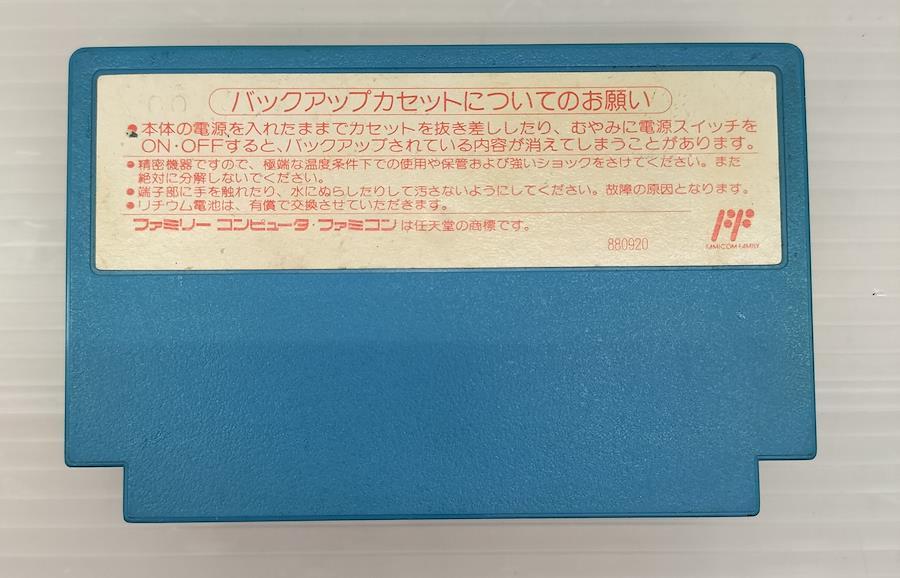 バックアップカセットについてのお願い
●本体の電源を入れたままでカセットを抜き差ししたり、むやみに電源スイッチを
ON・OFFすると、バックアップされている内容が消えてしまうことがあります。
●精密機器ですので、極端な温度条件下での使用や保管および強いショックをさけてください。また
絶対に分解しないでください。
●端子部に手を触れたり、水にぬらしたりして汚さないようにしてください。故障の原因となります。
●リチウム電池は、有償で交換させていただきます。
ファミリー コンピュータ・ファミコンは任天堂の商標です。
880920
FAMICOM FAMILY